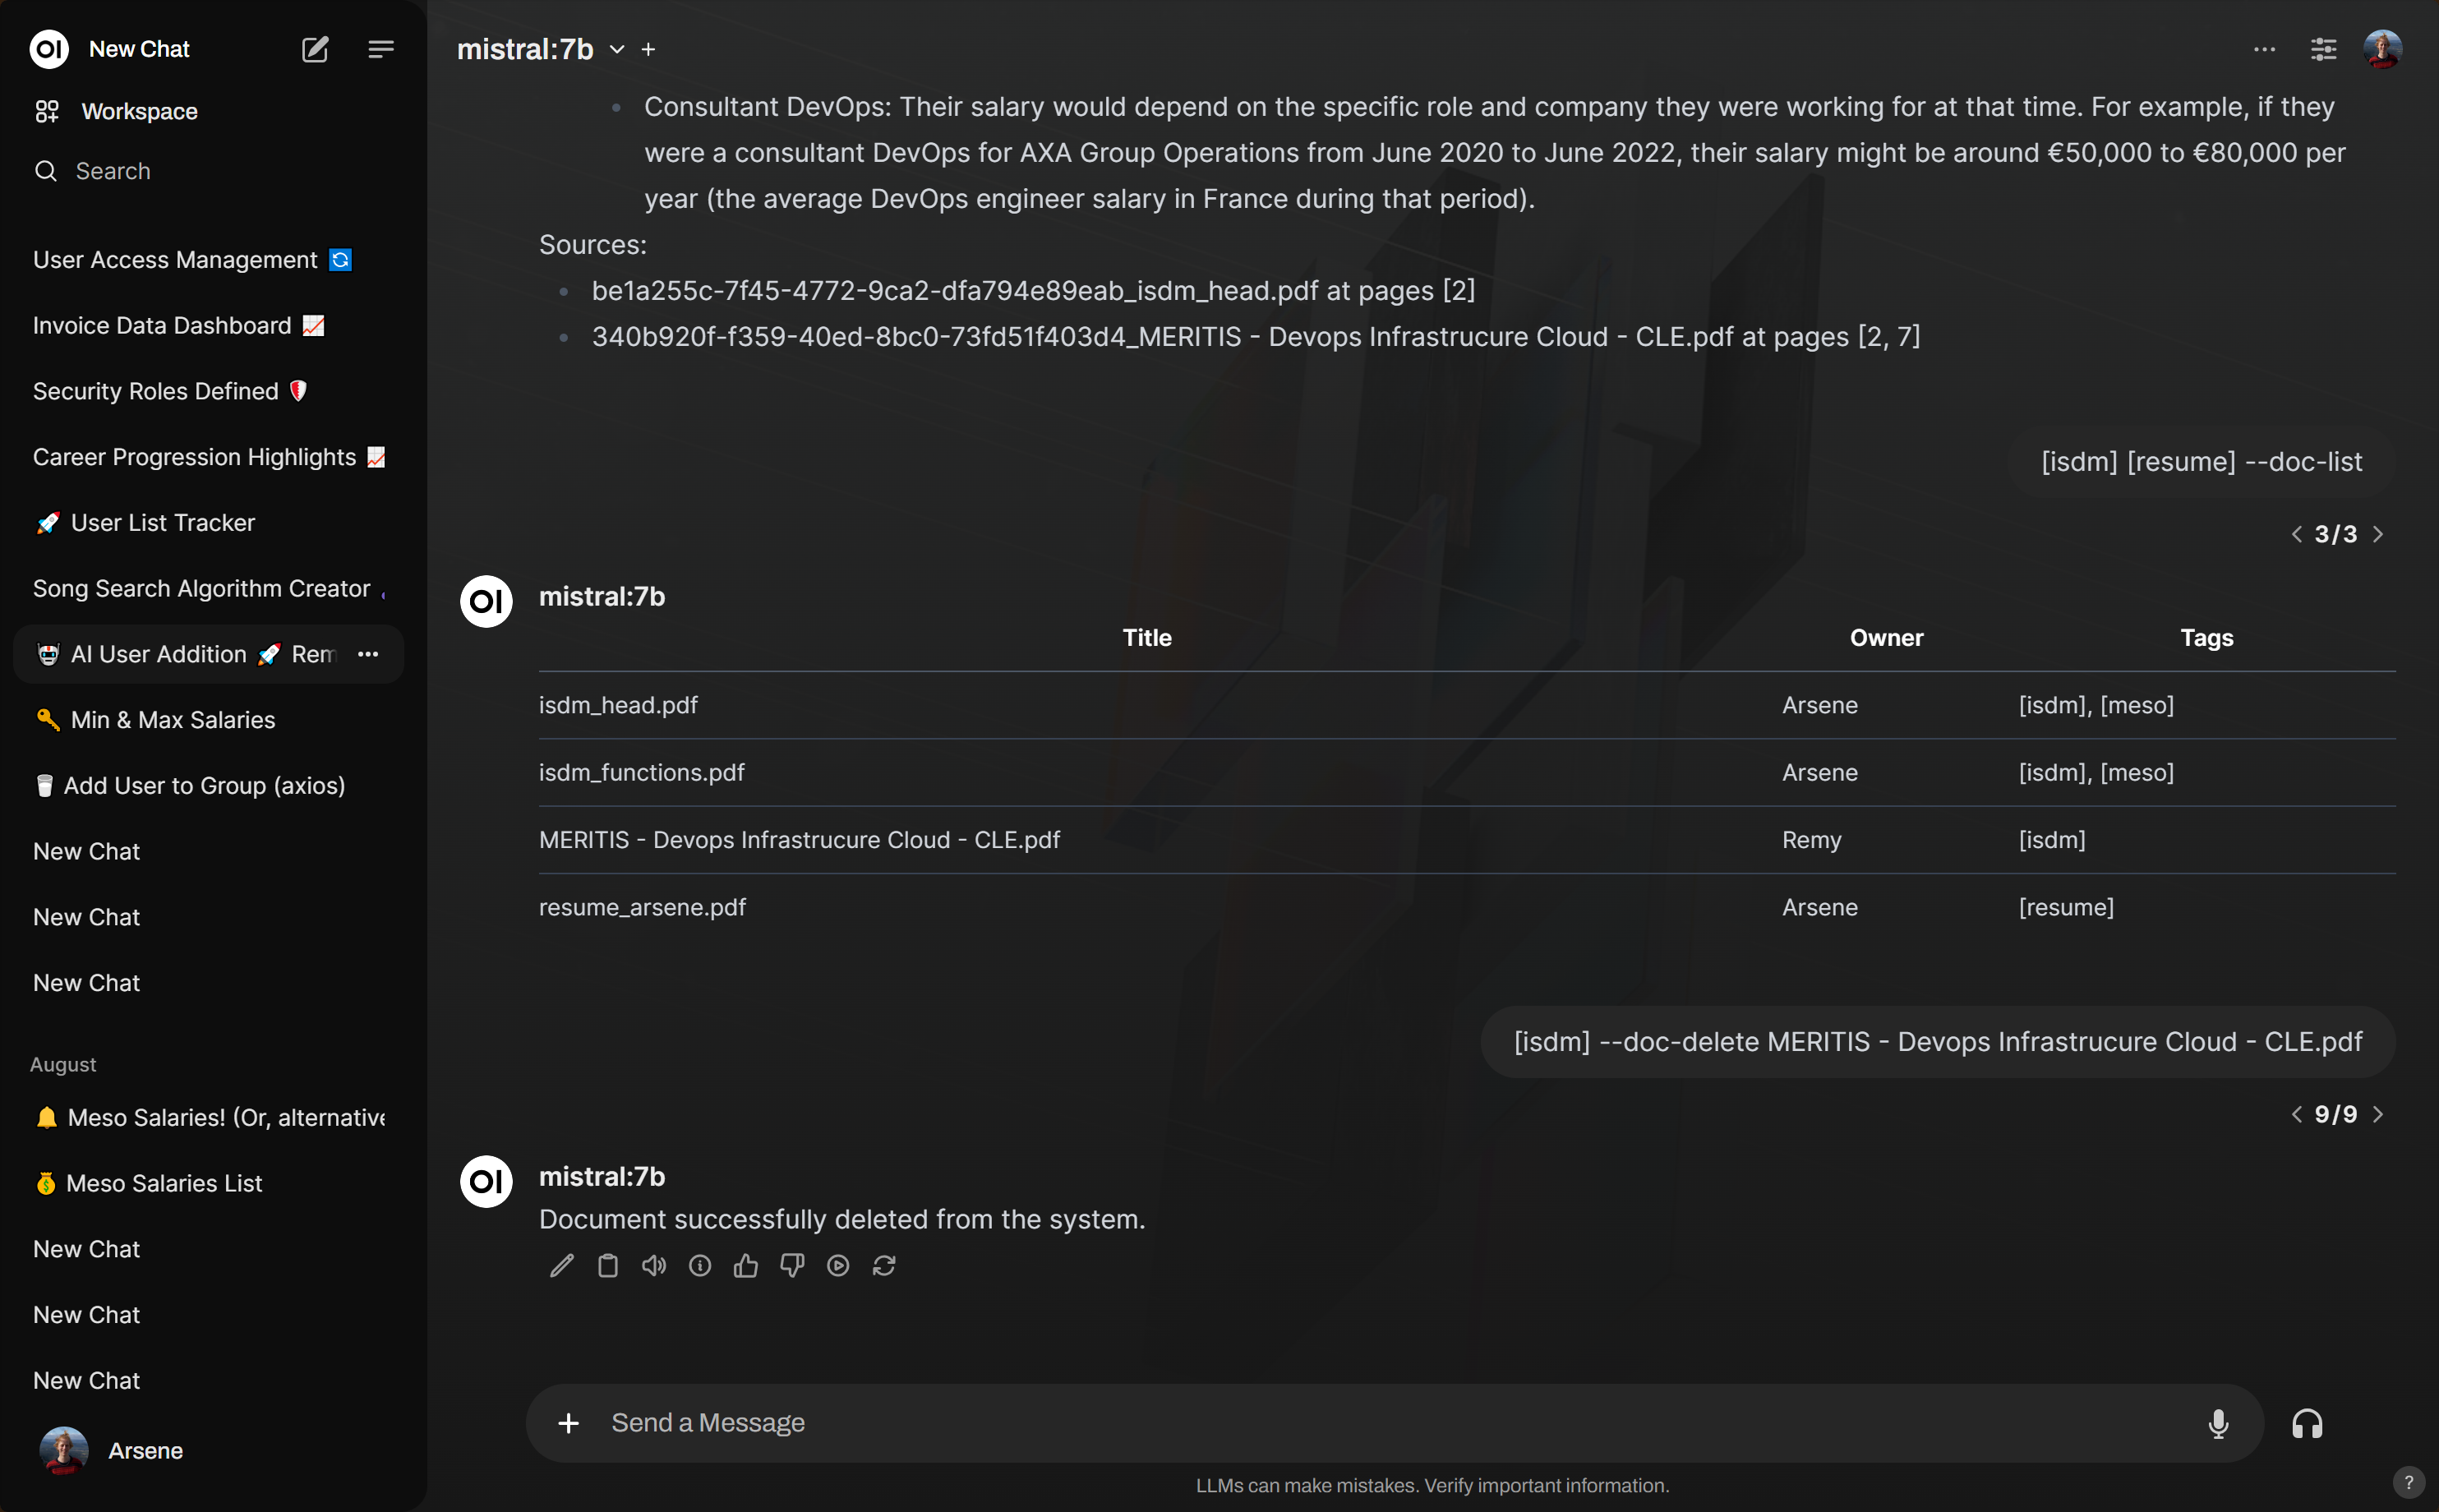 OI New Chat
Workspace
Search
User Access Management
Invoice Data Dashboard
Security Roles Defined
Career Progression Highlights
User List Tracker
Song Search Algorithm Creator
AI User Addition Rem ...
Min & Max Salaries
Add User to Group (axios)
New Chat
New Chat
New Chat
August
Meso Salaries! (Or, alternative
Meso Salaries List
New Chat
New Chat
New Chat
Arsene
mistral:7b
Consultant DevOps: Their salary would depend on the specific role and company they were working for at that time. For example, if they
were a consultant DevOps for AXA Group Operations from June 2020 to June 2022, their salary might be around €50,000 to €80,000 per
year (the average DevOps engineer salary in France during that period).
Sources:
be1a255c-7f45-4772-9ca2-dfa794e89eab_isdm_head.pdf at pages [2]
340b920f-f359-40ed-8bc0-73fd51f403d4_MERITIS - Devops Infrastrucure Cloud - CLE.pdf at pages [2, 7]
[isdm] [resume] --doc-list
3/3
OI mistral:7b
Title Owner Tags
isdm_head.pdf Arsene [isdm], [meso]
isdm_functions.pdf Arsene [isdm], [meso]
MERITIS - Devops Infrastrucure Cloud - CLE.pdf Remy [isdm]
resume_arsene.pdf Arsene [resume]
[isdm] --doc-delete MERITIS - Devops Infrastrucure Cloud - CLE.pdf
9/9
OI mistral:7b
Document successfully deleted from the system.
Send a Message
LLMs can make mistakes. Verify important information.
?